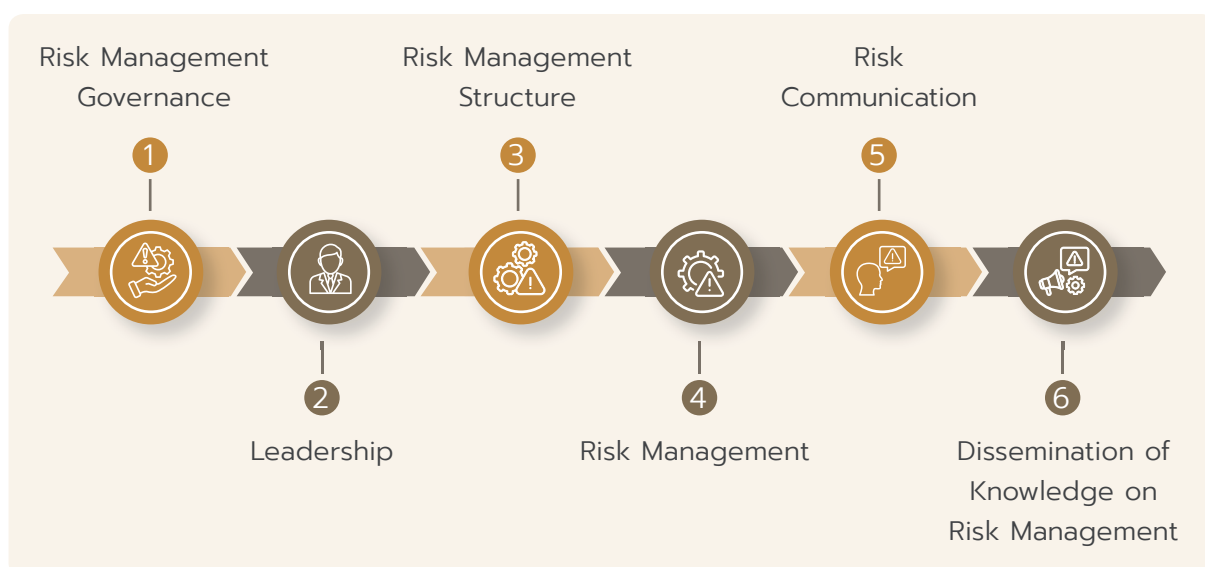 Risk Management
Governance
1
2
Leadership
Risk Management
Structure
3
4
Risk Management
Risk
Communication
5
6
Dissemination of
Knowledge on
Risk Management